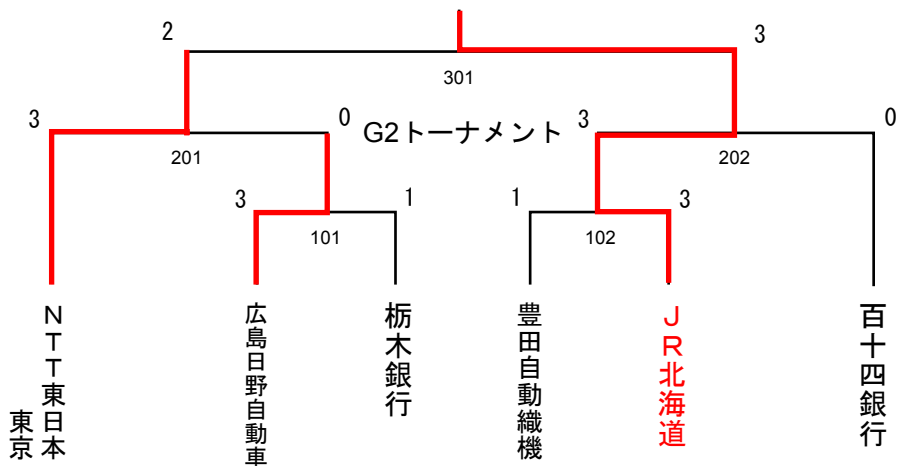 2
3
301
3
0
G2トーナメント
3
0
201
202
3
1
1
3
101
102
NTT東日本
東京
広島日野自動車
栃木銀行
豊田自動織機
JR北海道
百十四銀行